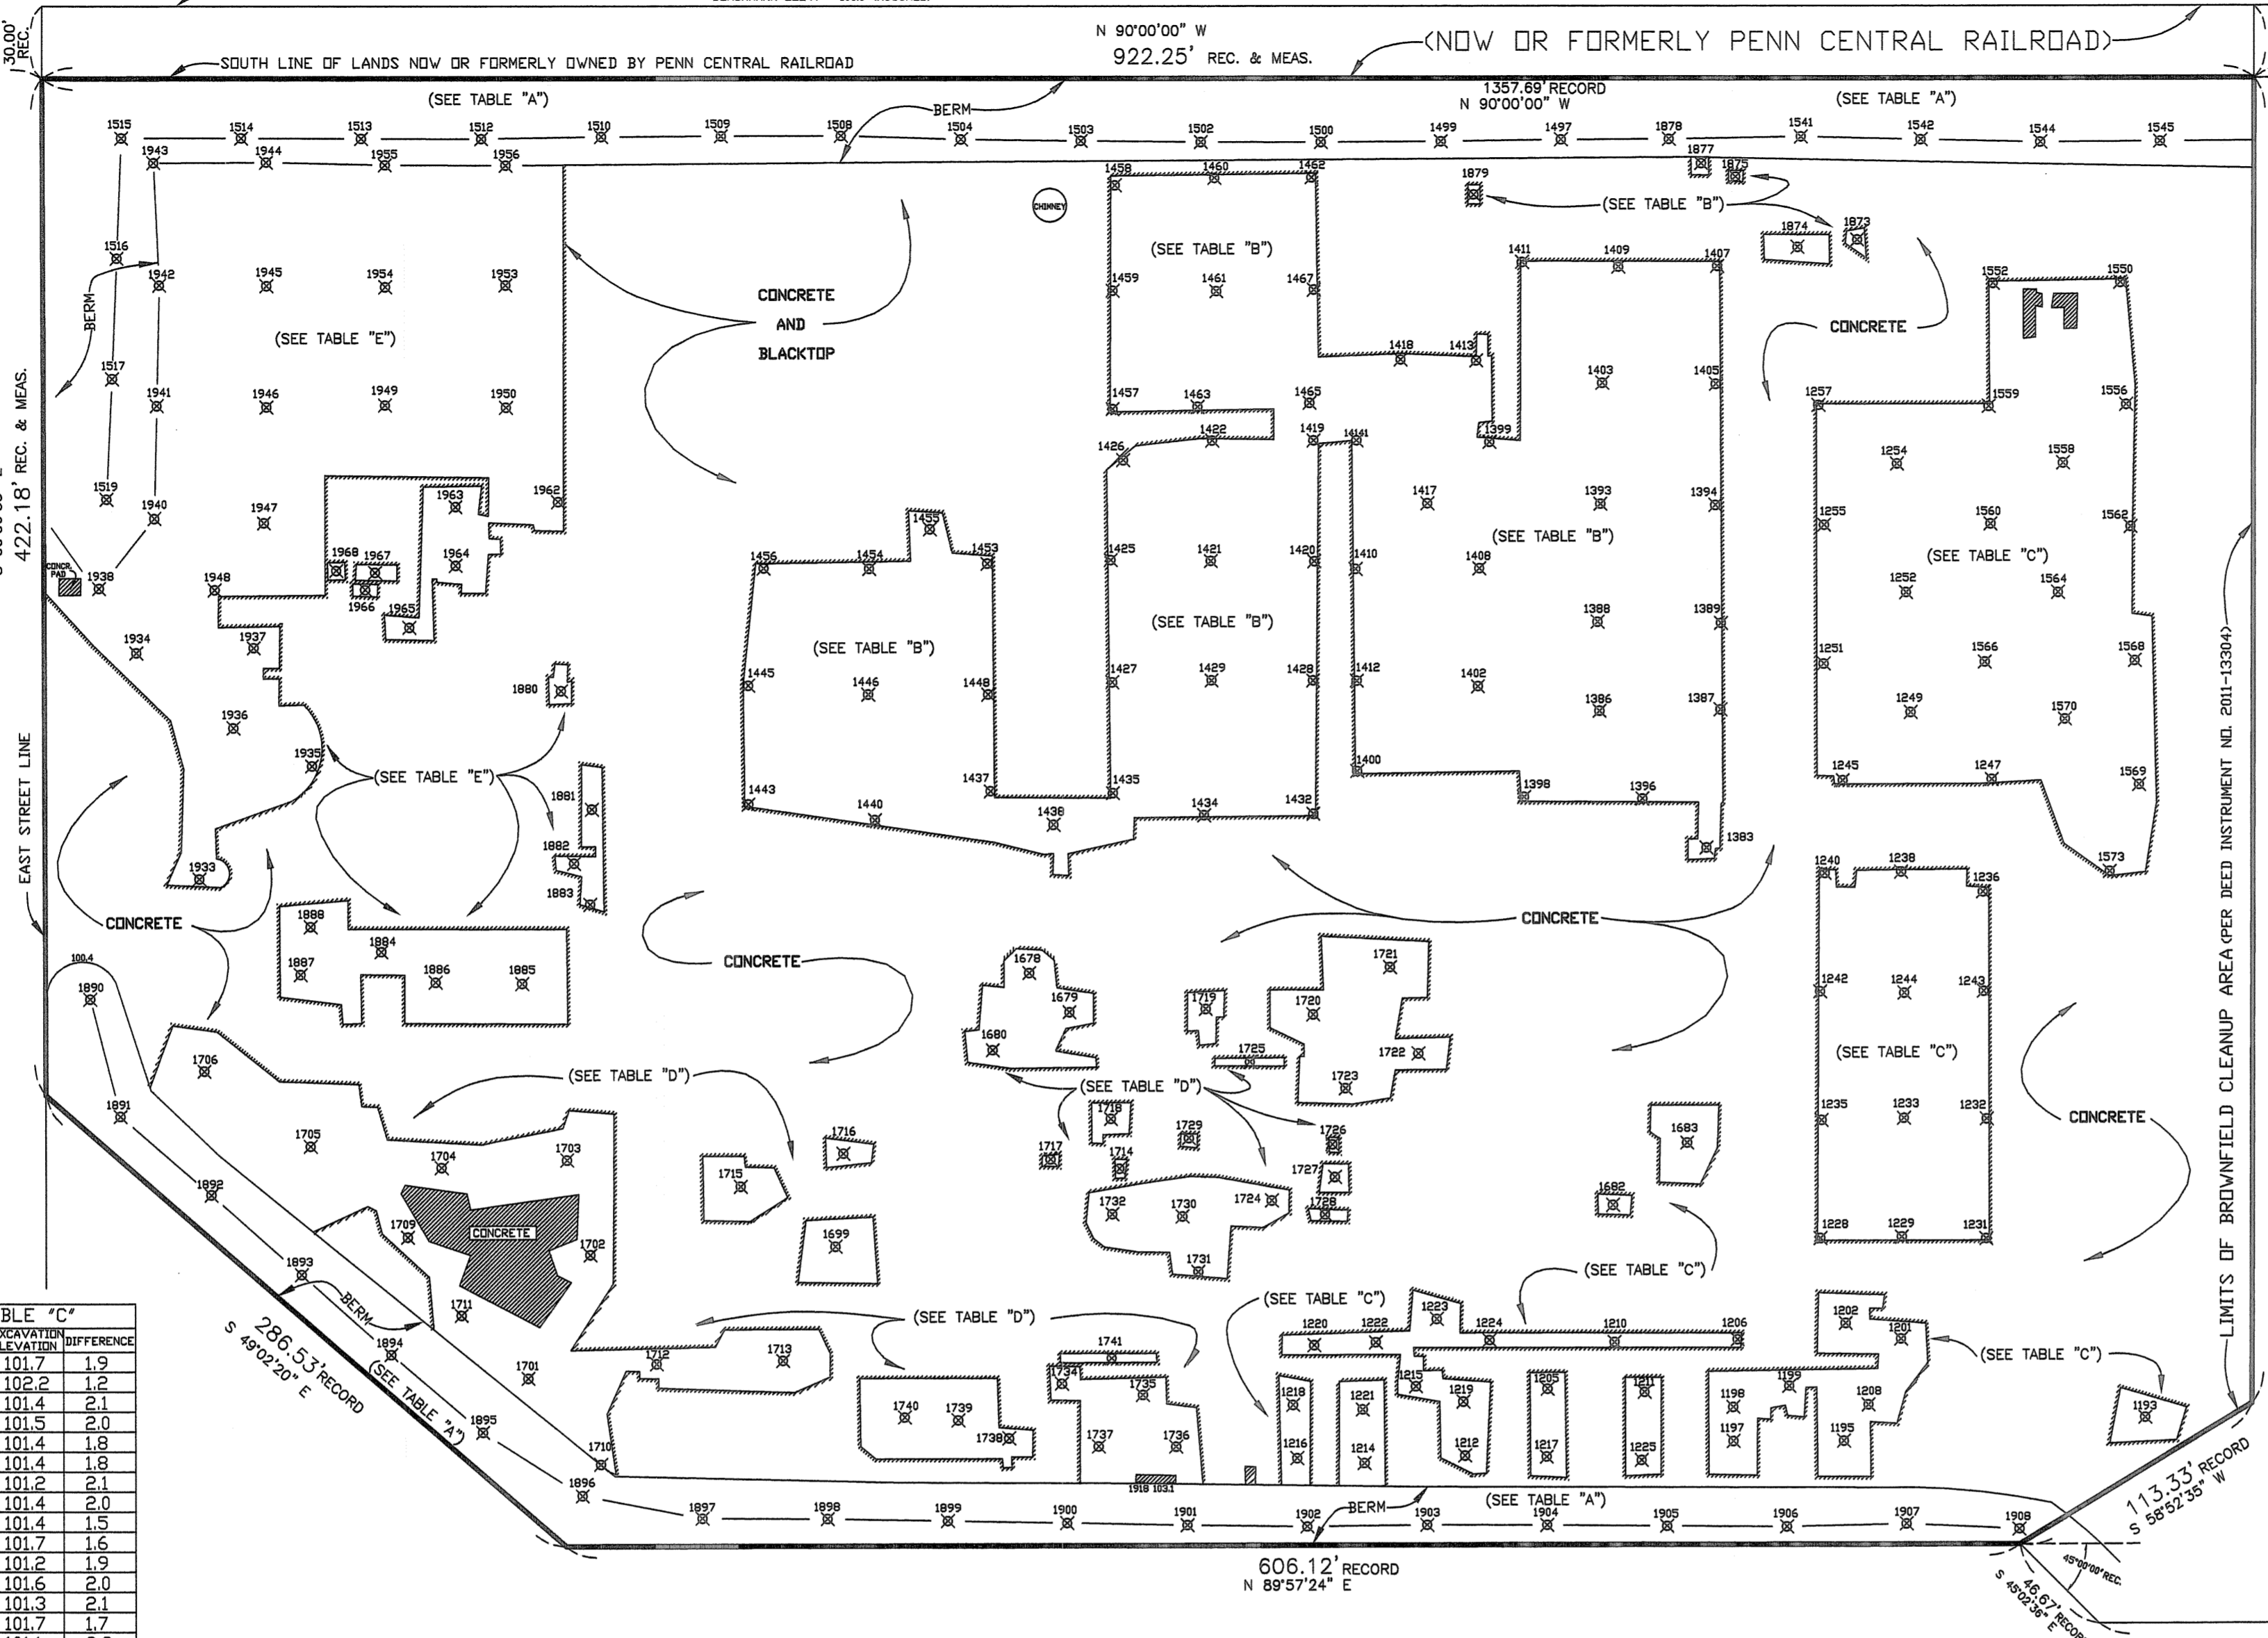 30.00'
REC.
N 90°00'00" W
922.25' REC. & MEAS.
(NOW OR FORMERLY PENN CENTRAL RAILROAD)
SOUTH LINE OF LANDS NOW OR FORMERLY OWNED BY PENN CENTRAL RAILROAD
1357.69' RECORD
N 90°00'00" W
(SEE TABLE "A")
BERM
(SEE TABLE "A")
1515 1514 1513 1512 1510 1509 1508 1504 1503 1502 1500 1499 1497 1878 1541 1542 1544 1545
1943 1944 1955 1956
1458 1460 1462 1879 1877 1875
CHIMNEY
(SEE TABLE "B")
1874 1873
1516 1942 1945 1954 1953
BERM
(SEE TABLE "E")
CONCRETE
AND
BLACKTOP
(SEE TABLE "B")
1459 1461 1467
1411 1409 1407
1552 1550
CONCRETE
1418 1413 1403 1405
1517 1941 1946 1949 1950
1457 1463 1465
1257 1559 1556
1426 1422 1419 1414 1399
1254 1558
422.18' REC. & MEAS.
1519 1940 1947 1963 1962
1455 1417 1393 1394
1255 1560 1562
(SEE TABLE "B")
(SEE TABLE "C")
CONCR.
PAD
1938 1948 1968 1967 1964
1966 1965
1456 1454 1453 1425 1421 1420 1410 1408
1252 1564
1934 1937
(SEE TABLE "B")
(SEE TABLE "B")
1388 1389
1251 1566 1568
1880
1445 1446 1448 1427 1429 1428 1412 1402 1386 1387
1249 1570
1936 1935
(SEE TABLE "E")
EAST STREET LINE
1881
1443 1440 1437 1438 1435 1434 1432 1400 1398 1396 1383
1245 1247 1569
1882
1883
1933
1240 1238 1236 1573
CONCRETE
CONCRETE
CONCRETE
1888 1884
1887 1886 1885
100.4
1890
1678 1679 1680
1719 1720 1721
1725 1722 1723
1242 1244 1243
(SEE TABLE "C")
LIMITS OF BROWNFIELD CLEANUP AREA (PER DEED INSTRUMENT NO. 2011-13304)
1706
(SEE TABLE "D")
(SEE TABLE "D")
1891 1705 1704 1703
1716 1715 1717 1718 1714 1729 1726 1727 1728
1683 1682
1235 1233 1232
CONCRETE
1892 1709
CONCRETE
1702
1699
1732 1730 1724 1731
1228 1229 1231
1893
BERM
1711
(SEE TABLE "C")
(SEE TABLE "C")
(SEE TABLE "D")
1894
286.53' RECORD
S 49°02'20" E
(SEE TABLE "A")
1701 1712 1713
1741 1734 1735
1220 1222 1223 1224 1210 1206
1202 1201
(SEE TABLE "C")
1895
1740 1739 1738 1737 1736
1218 1221 1215 1219 1205 1211 1198 1199 1208 1193
1216 1214 1212 1217 1225 1197 1195
1710
1896
1918 103.1
BERM
(SEE TABLE "A")
1897 1898 1899 1900 1901 1902 1903 1904 1905 1906 1907 1908
113.33' RECORD
S 58°52'35" W
606.12' RECORD
N 89°57'24" E
45°00'00" REC.
46.67' RECORD
S 45°02'36" E
BLE "C"
XCAVATION
LEVATION DIFFERENCE
101.7 1.9
102.2 1.2
101.4 2.1
101.5 2.0
101.4 1.8
101.4 1.8
101.2 2.1
101.4 2.0
101.4 1.5
101.7 1.6
101.2 1.9
101.6 2.0
101.3 2.1
101.7 1.7